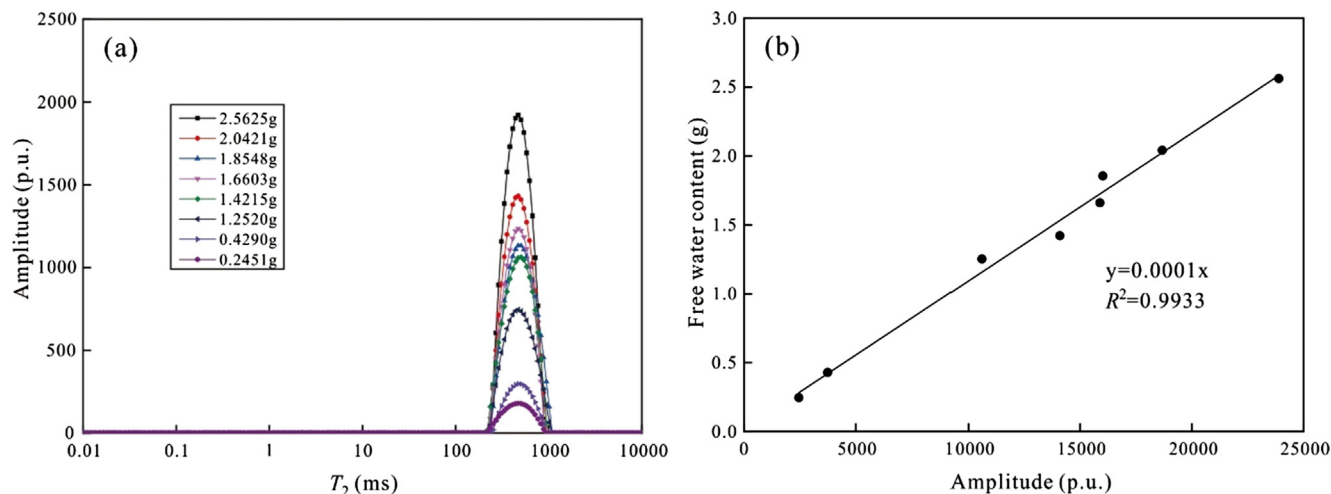 (a)
Amplitude (p.u.)
2500
2000
1500
1000
500
0
2.5625g
2.0421g
1.8548g
1.6603g
1.4215g
1.2520g
0.4290g
0.2451g
0.01
0.1
1
10
100
1000
10000
T₂ (ms)
(b)
Free water content (g)
3.0
2.5
2.0
1.5
1.0
0.5
0.0
y=0.0001x
R²=0.9933
5000
10000
15000
20000
25000
Amplitude (p.u.)